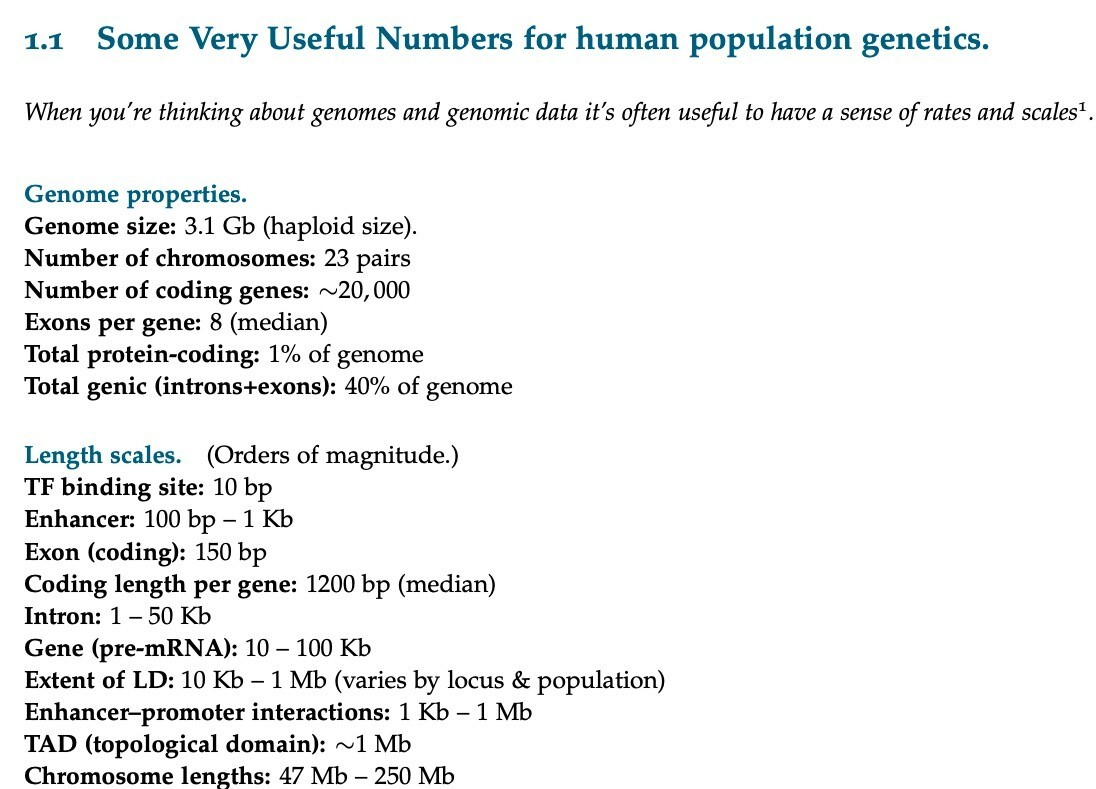 1.1 Some Very Useful Numbers for human population genetics.
When you're thinking about genomes and genomic data it's often useful to have a sense of rates and scales¹.
Genome properties.
Genome size: 3.1 Gb (haploid size).
Number of chromosomes: 23 pairs
Number of coding genes: ∼20,000
Exons per gene: 8 (median)
Total protein-coding: 1% of genome
Total genic (introns+exons): 40% of genome
Length scales. (Orders of magnitude.)
TF binding site: 10 bp
Enhancer: 100 bp – 1 Kb
Exon (coding): 150 bp
Coding length per gene: 1200 bp (median)
Intron: 1 – 50 Kb
Gene (pre-mRNA): 10 – 100 Kb
Extent of LD: 10 Kb – 1 Mb (varies by locus & population)
Enhancer–promoter interactions: 1 Kb – 1 Mb
TAD (topological domain): ∼1 Mb
Chromosome lengths: 47 Mb – 250 Mb